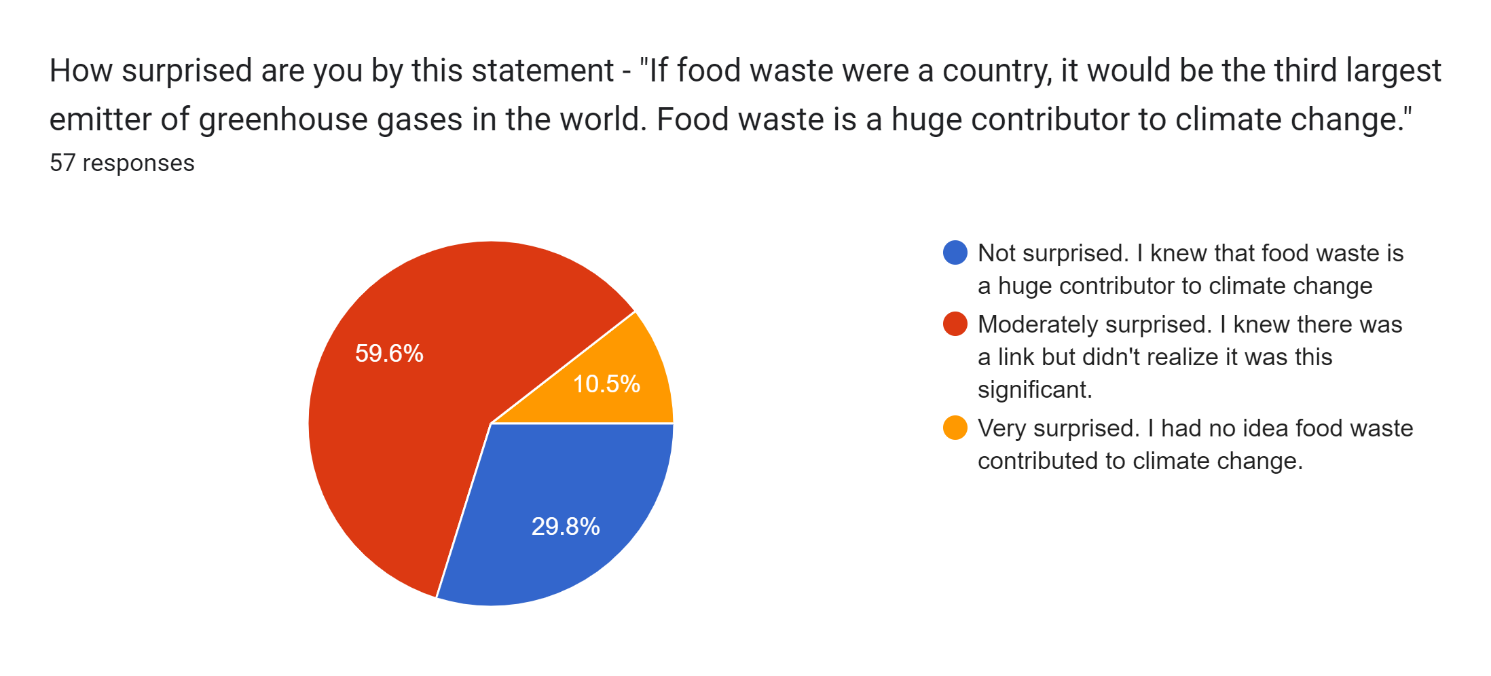 How surprised are you by this statement - "If food waste were a country, it would be the third largest
emitter of greenhouse gases in the world. Food waste is a huge contributor to climate change."
57 responses
59.6%
10.5%
29.8%
Not surprised. I knew that food waste is
a huge contributor to climate change
Moderately surprised. I knew there was
a link but didn't realize it was this
significant.
Very surprised. I had no idea food waste
contributed to climate change.